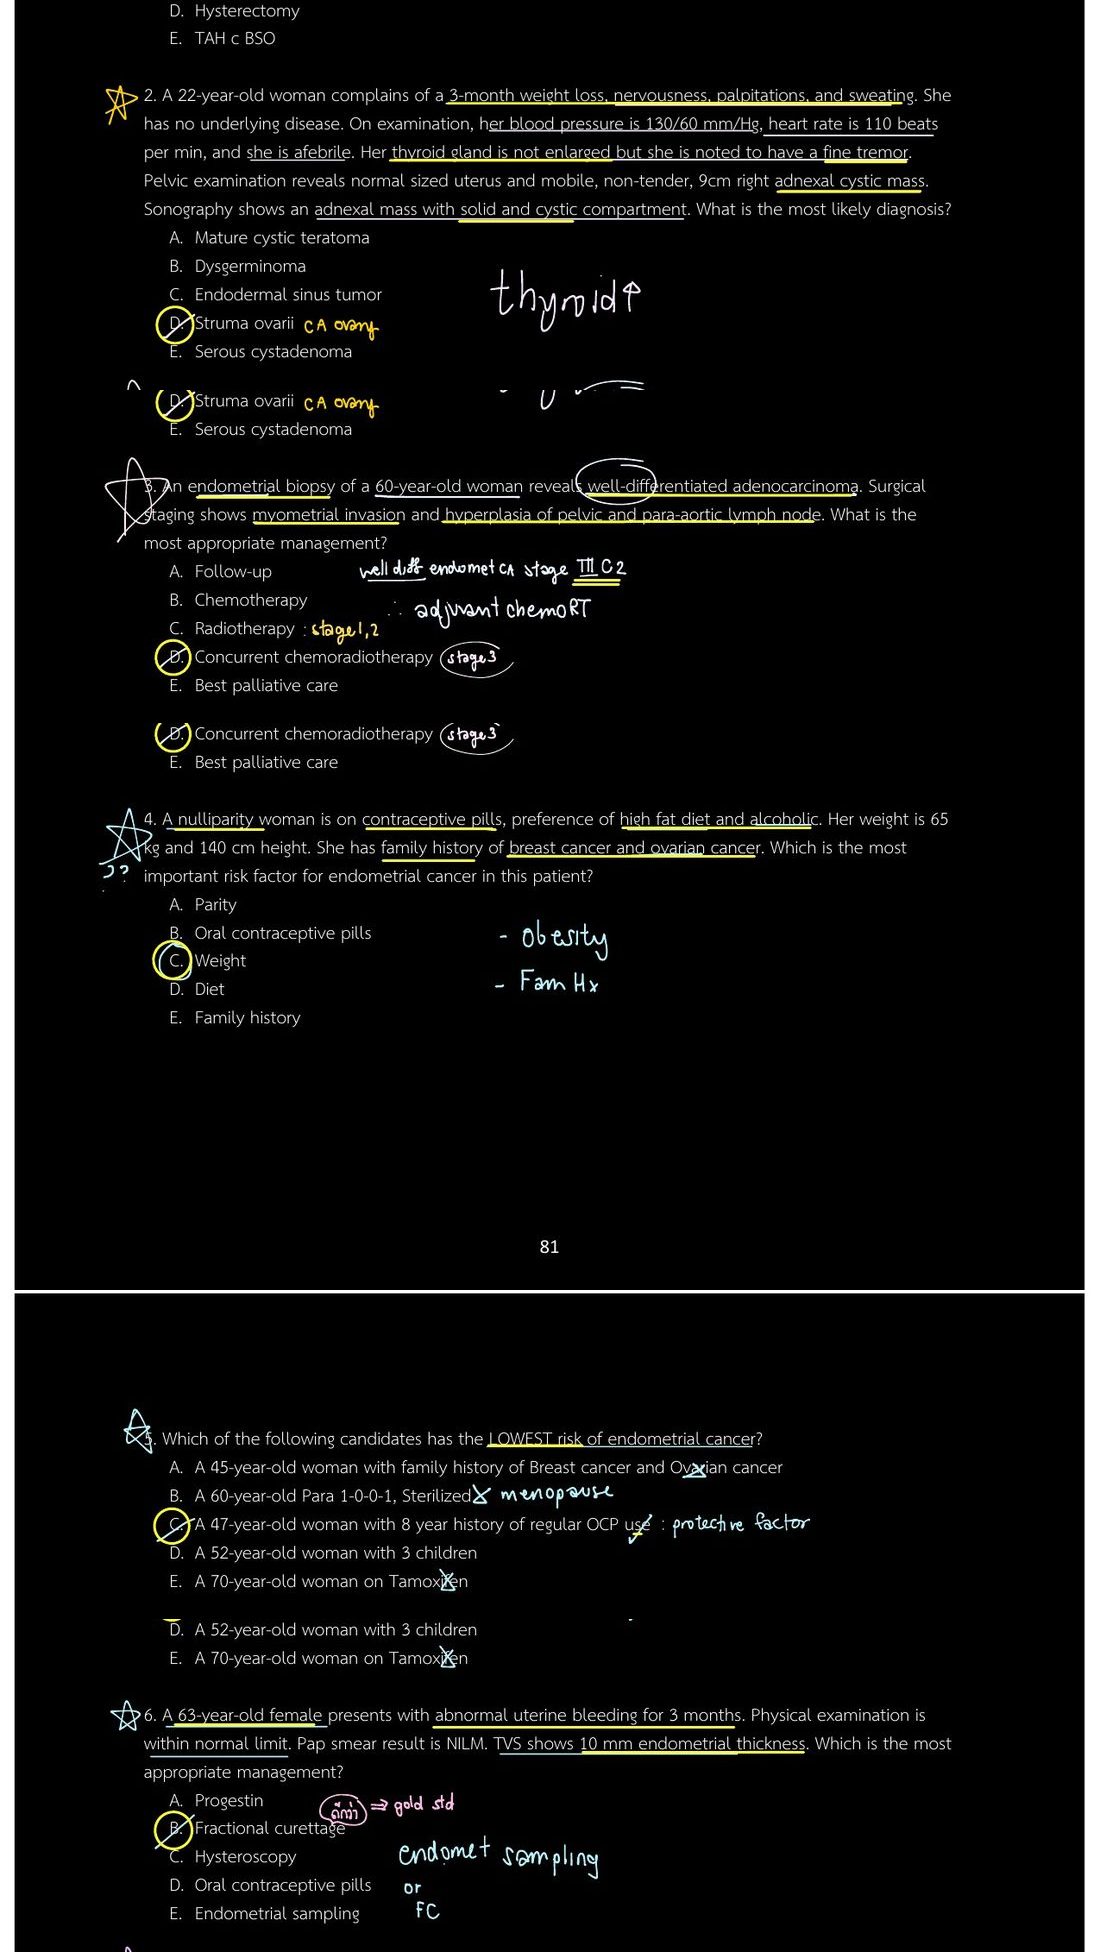 D. Hysterectomy
E. TAH c BSO
2. A 22-year-old woman complains of a 3-month weight loss, nervousness, palpitations, and sweating. She
has no underlying disease. On examination, her blood pressure is 130/60 mm/Hg, heart rate is 110 beats
per min, and she is afebrile. Her thyroid gland is not enlarged but she is noted to have a fine tremor.
Pelvic examination reveals normal sized uterus and mobile, non-tender, 9cm right adnexal cystic mass.
Sonography shows an adnexal mass with solid and cystic compartment. What is the most likely diagnosis?
A. Mature cystic teratoma
B. Dysgerminoma
thyroid↑
C. Endodermal sinus tumor
D. Struma ovarii CA ovary
E. Serous cystadenoma
D. Struma ovarii CA ovary
E. Serous cystadenoma
3. An endometrial biopsy of a 60-year-old woman reveals well-differentiated adenocarcinoma. Surgical
staging shows myometrial invasion and hyperplasia of pelvic and para-aortic lymph node. What is the
most appropriate management?
A. Follow-up well diff endomet CA stage III C2
B. Chemotherapy ∴ adjuvant chemoRT
C. Radiotherapy : stage 1,2
D. Concurrent chemoradiotherapy stage 3
E. Best palliative care
D. Concurrent chemoradiotherapy stage 3
E. Best palliative care
4. A nulliparity woman is on contraceptive pills, preference of high fat diet and alcoholic. Her weight is 65
kg and 140 cm height. She has family history of breast cancer and ovarian cancer. Which is the most
?? important risk factor for endometrial cancer in this patient?
A. Parity
B. Oral contraceptive pills - obesity
C. Weight
D. Diet - Fam Hx
E. Family history
81
5. Which of the following candidates has the LOWEST risk of endometrial cancer?
A. A 45-year-old woman with family history of Breast cancer and Ovarian cancer
B. A 60-year-old Para 1-0-0-1, Sterilized menopause
C. A 47-year-old woman with 8 year history of regular OCP use : protective factor
D. A 52-year-old woman with 3 children
E. A 70-year-old woman on Tamoxifen
D. A 52-year-old woman with 3 children
E. A 70-year-old woman on Tamoxifen
6. A 63-year-old female presents with abnormal uterine bleeding for 3 months. Physical examination is
within normal limit. Pap smear result is NILM. TVS shows 10 mm endometrial thickness. Which is the most
appropriate management?
A. Progestin ดีกว่า ⇒ gold std
B. Fractional curettage
C. Hysteroscopy endomet sampling
D. Oral contraceptive pills or
E. Endometrial sampling FC